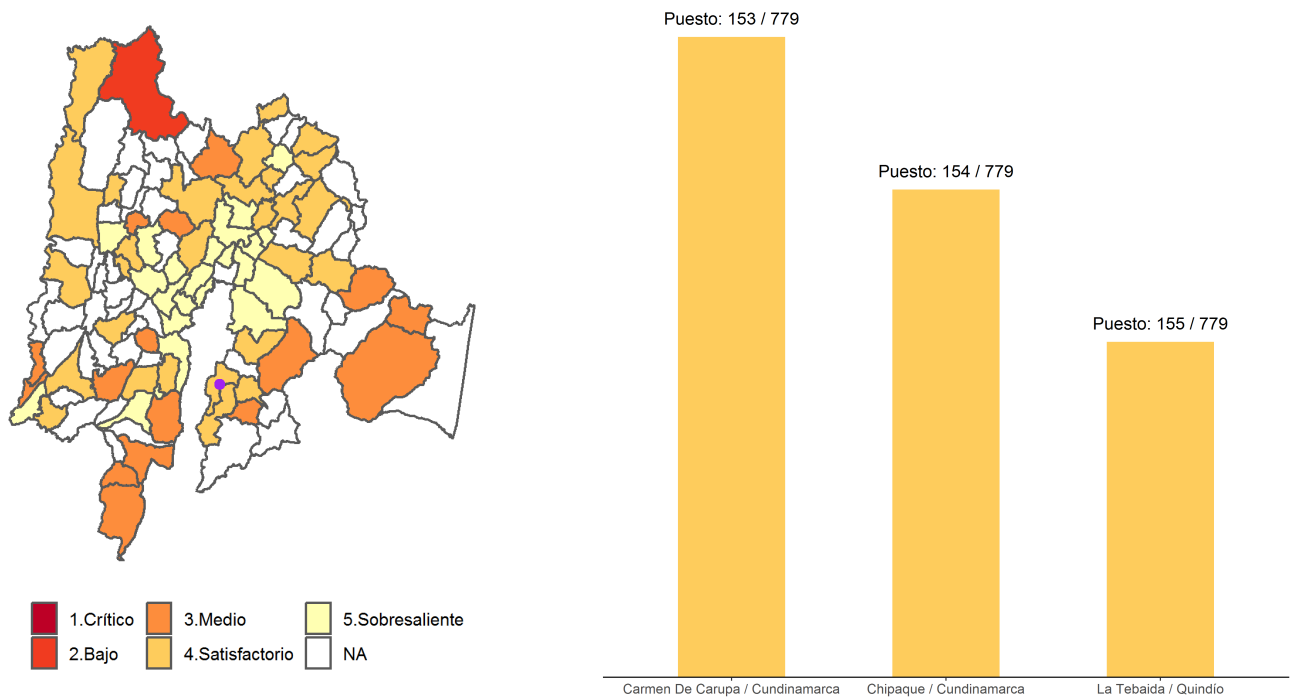 Puesto: 153 / 779
Puesto: 154 / 779
Puesto: 155 / 779
1.Crítico
3.Medio
5.Sobresaliente
2.Bajo
4.Satisfactorio
NA
Carmen De Carupa / Cundinamarca
Chipaque / Cundinamarca
La Tebaida / Quindío